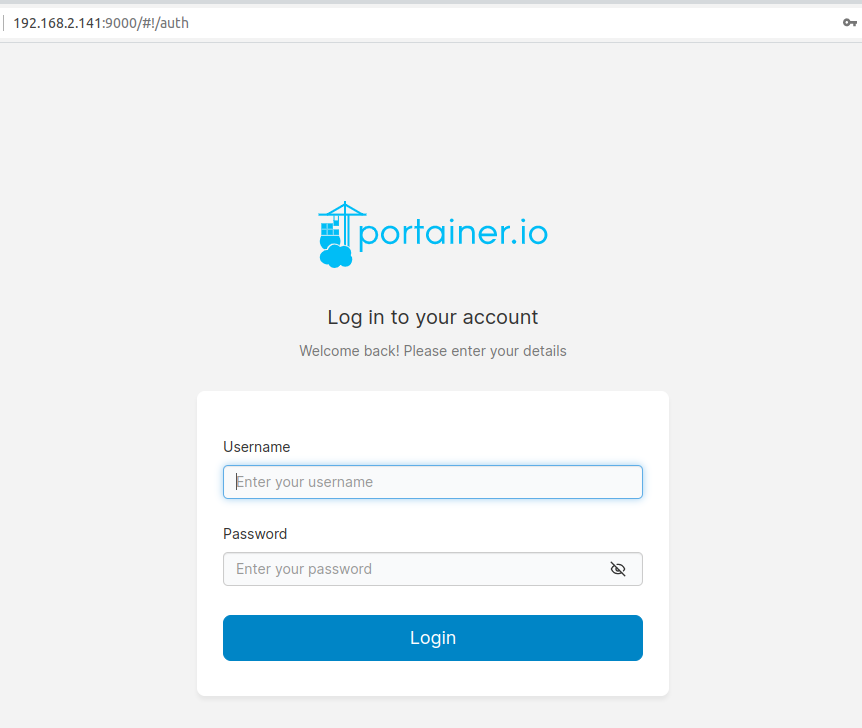 192.168.2.141:9000/#!/auth
portainer.io
Log in to your account
Welcome back! Please enter your details
Username
Enter your username
Password
Enter your password
Login